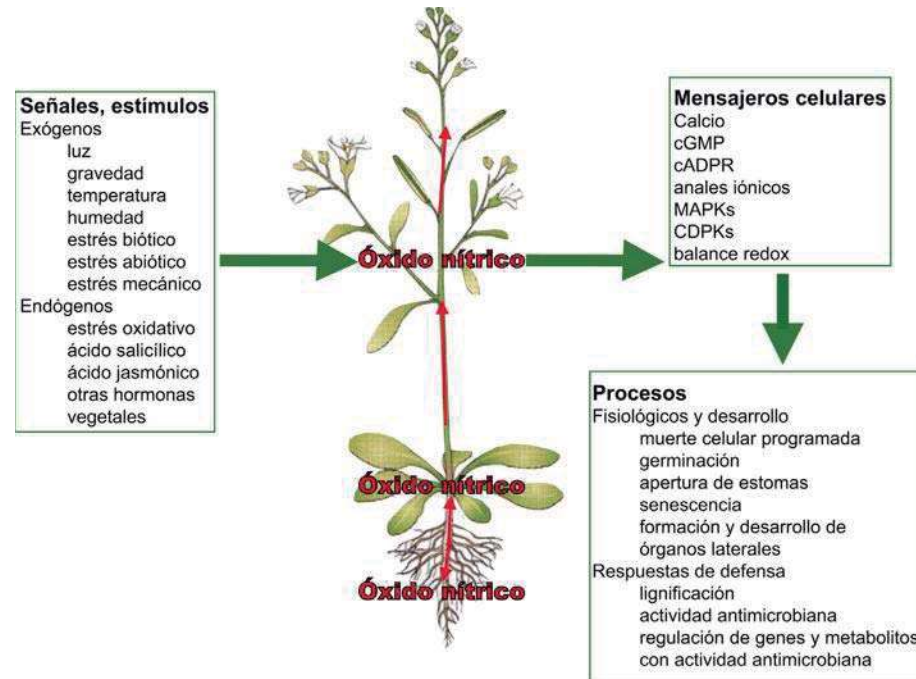 Señales, estímulos
Exógenos
luz
gravedad
temperatura
humedad
estrés biótico
estrés abiótico
estrés mecánico
Endógenos
estrés oxidativo
ácido salicílico
ácido jasmónico
otras hormonas
vegetales
Óxido nítrico
Óxido nítrico
Óxido nítrico
Mensajeros celulares
Calcio
cGMP
cADPR
anales iónicos
MAPKs
CDPKs
balance redox
Procesos
Fisiológicos y desarrollo
muerte celular programada
germinación
apertura de estomas
senescencia
formación y desarrollo de
órganos laterales
Respuestas de defensa
lignificación
actividad antimicrobiana
regulación de genes y metabolitos
con actividad antimicrobiana